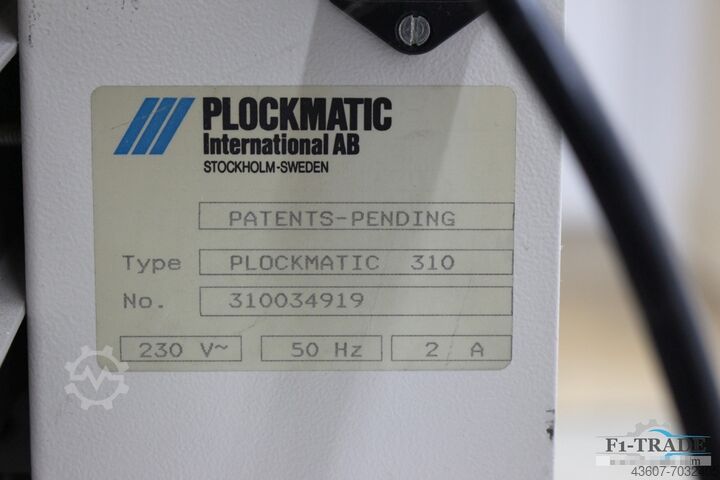 PLOCKMATIC
International AB
STOCKHOLM-SWEDEN
PATENTS-PENDING
Type PLOCKMATIC 310
No. 310034919
230 V~ 50 Hz 2 A
F1-TRADE
43607-7032